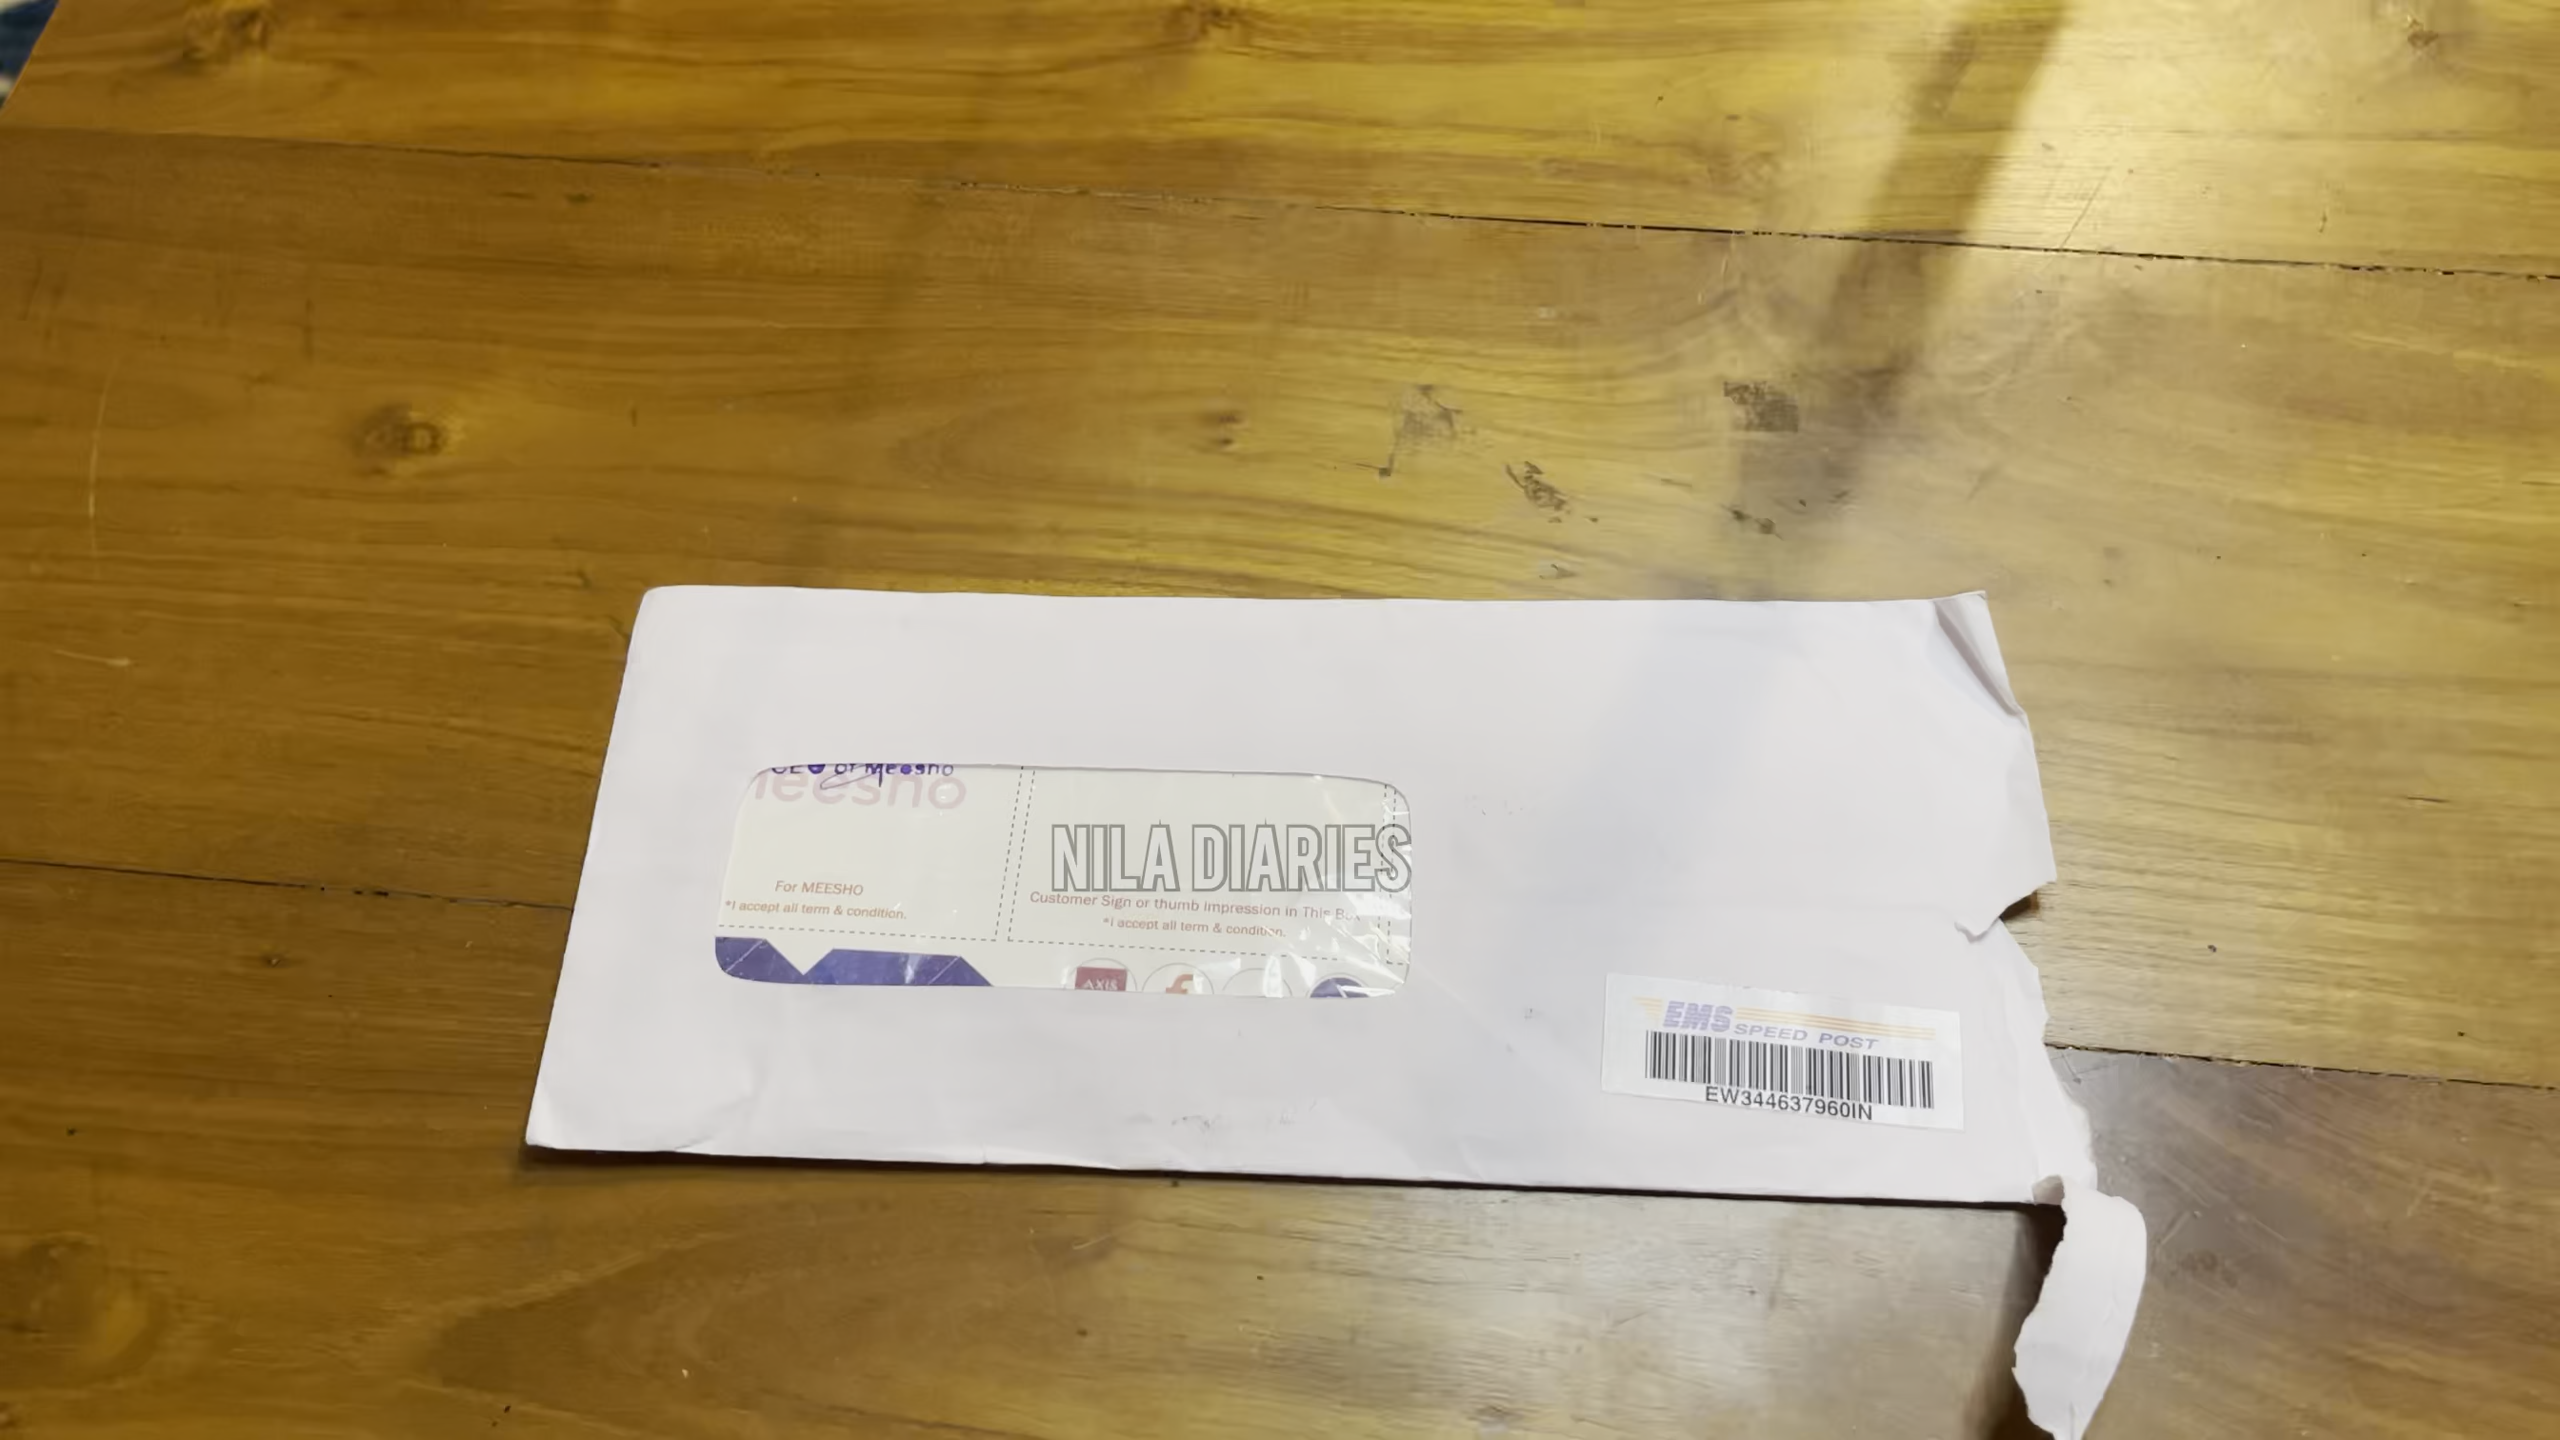 CEO of Meesho
meesho
For MEESHO
*I accept all term & condition.
NILA DIARIES
Customer Sign or thumb Impression in This Box
*I accept all term & condition.
AXIS
EMS SPEED POST
EW344637960IN